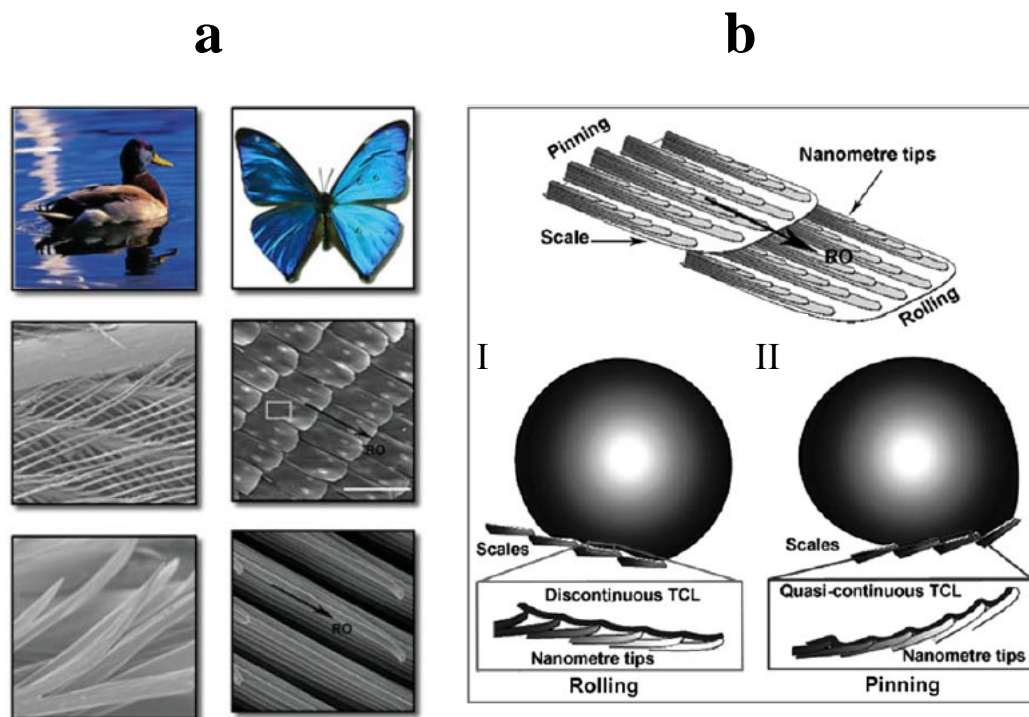 a
b
RO
RO
Pinning
Nanometre tips
Scale
RO
Rolling
I
II
Scales
Scales
Discontinuous TCL
Nanometre tips
Quasi-continuous TCL
Nanometre tips
Rolling
Pinning